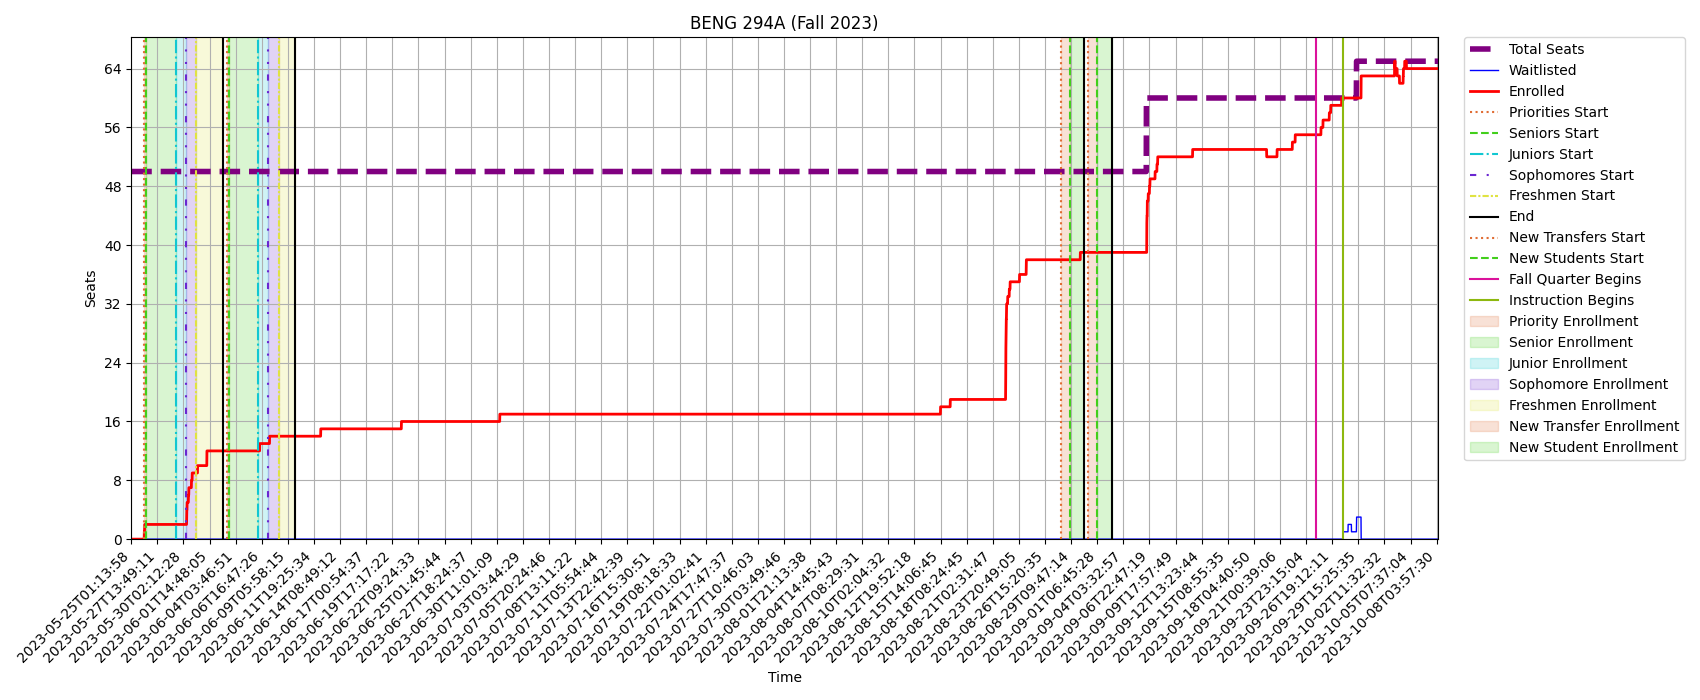 BENG 294A (Fall 2023)
Seats
64
56
48
40
32
24
16
8
0
2023-05-25T01:13:58
2023-05-27T13:49:11
2023-05-30T02:12:28
2023-06-01T14:48:05
2023-06-04T03:46:51
2023-06-06T16:47:26
2023-06-09T05:58:15
2023-06-11T19:25:34
2023-06-14T08:49:12
2023-06-17T00:54:37
2023-06-19T17:17:22
2023-06-22T09:24:33
2023-06-25T01:45:44
2023-06-27T18:24:37
2023-06-30T11:01:09
2023-07-03T03:44:29
2023-07-05T20:24:46
2023-07-08T13:11:22
2023-07-11T05:54:44
2023-07-13T22:42:39
2023-07-16T15:30:51
2023-07-19T08:18:33
2023-07-22T01:02:41
2023-07-24T17:47:37
2023-07-27T10:46:03
2023-07-30T03:49:46
2023-08-01T21:13:38
2023-08-04T14:45:43
2023-08-07T08:29:31
2023-08-10T02:04:32
2023-08-12T19:52:18
2023-08-15T14:06:45
2023-08-18T08:24:45
2023-08-21T02:31:47
2023-08-23T20:49:05
2023-08-26T15:20:35
2023-08-29T09:47:14
2023-09-01T06:45:28
2023-09-04T03:32:57
2023-09-06T22:47:19
2023-09-09T17:57:49
2023-09-12T13:23:44
2023-09-15T08:55:35
2023-09-18T04:40:50
2023-09-21T00:39:06
2023-09-23T23:15:04
2023-09-26T19:12:11
2023-09-29T15:25:35
2023-10-02T11:32:32
2023-10-05T07:37:04
2023-10-08T03:57:30
Time
Total Seats
Waitlisted
Enrolled
Priorities Start
Seniors Start
Juniors Start
Sophomores Start
Freshmen Start
End
New Transfers Start
New Students Start
Fall Quarter Begins
Instruction Begins
Priority Enrollment
Senior Enrollment
Junior Enrollment
Sophomore Enrollment
Freshmen Enrollment
New Transfer Enrollment
New Student Enrollment